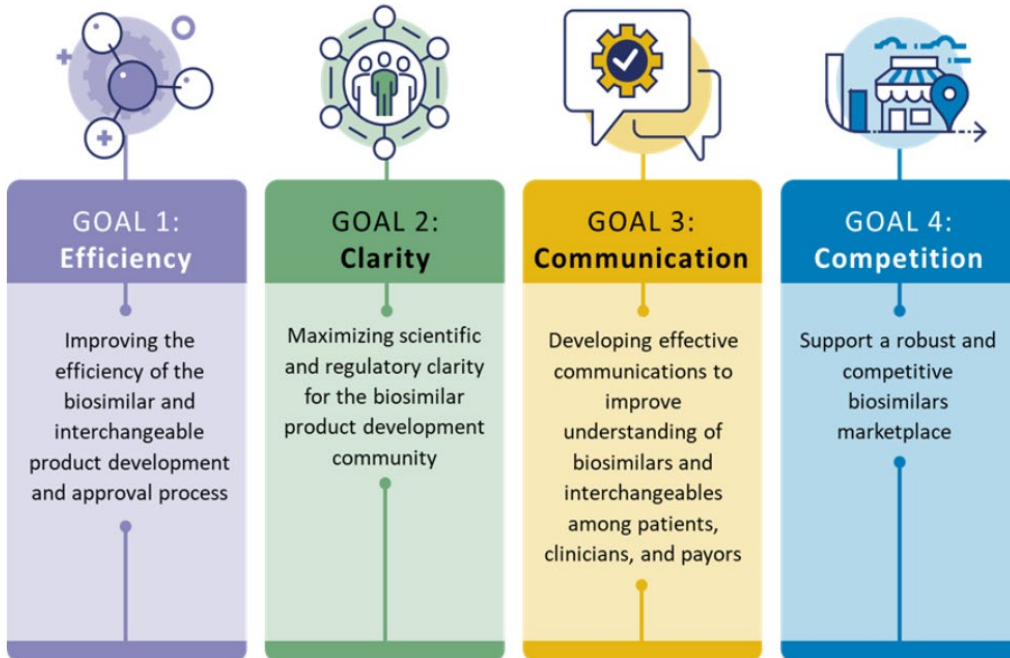 GOAL 1:
Efficiency
Improving the
efficiency of the
biosimilar and
interchangeable
product development
and approval process
GOAL 2:
Clarity
Maximizing scientific
and regulatory clarity
for the biosimilar
product development
community
GOAL 3:
Communication
Developing effective
communications to
improve
understanding of
biosimilars and
interchangeables
among patients,
clinicians, and payors
GOAL 4:
Competition
Support a robust and
competitive
biosimilars
marketplace